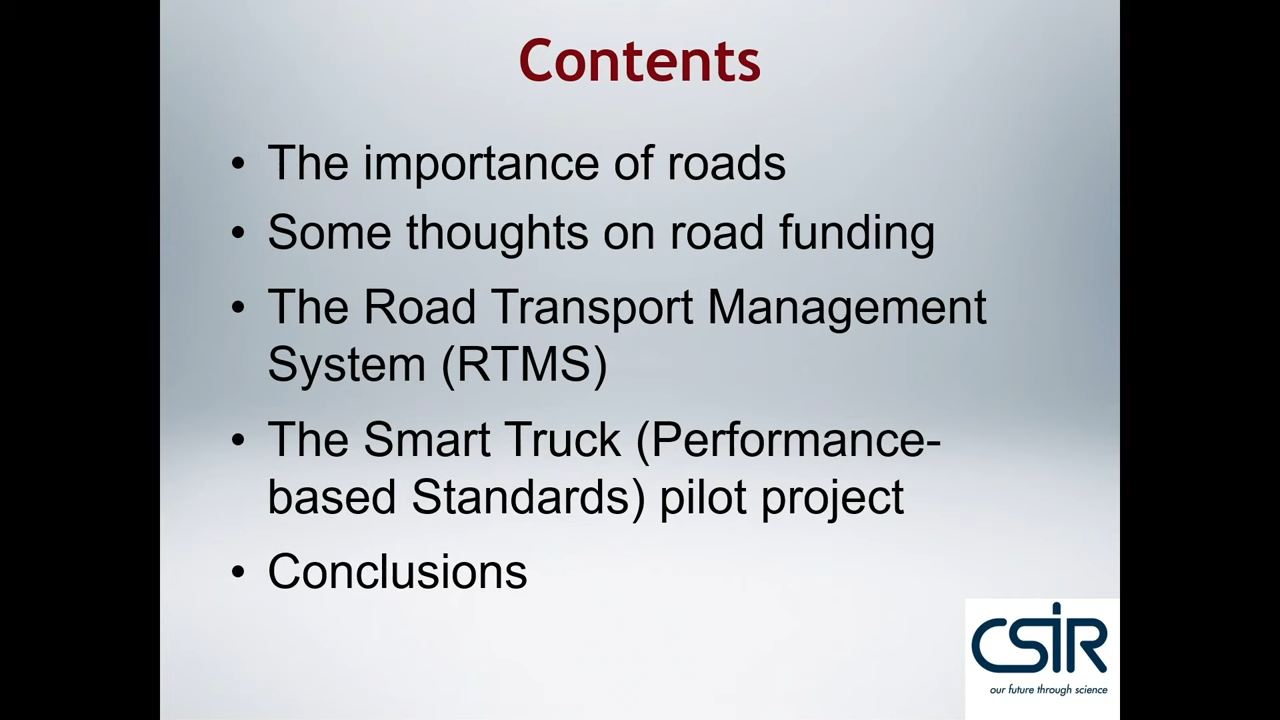 Contents
• The importance of roads
• Some thoughts on road funding
• The Road Transport Management
System (RTMS)
• The Smart Truck (Performance-
based Standards) pilot project
• Conclusions
CSIR
our future through science